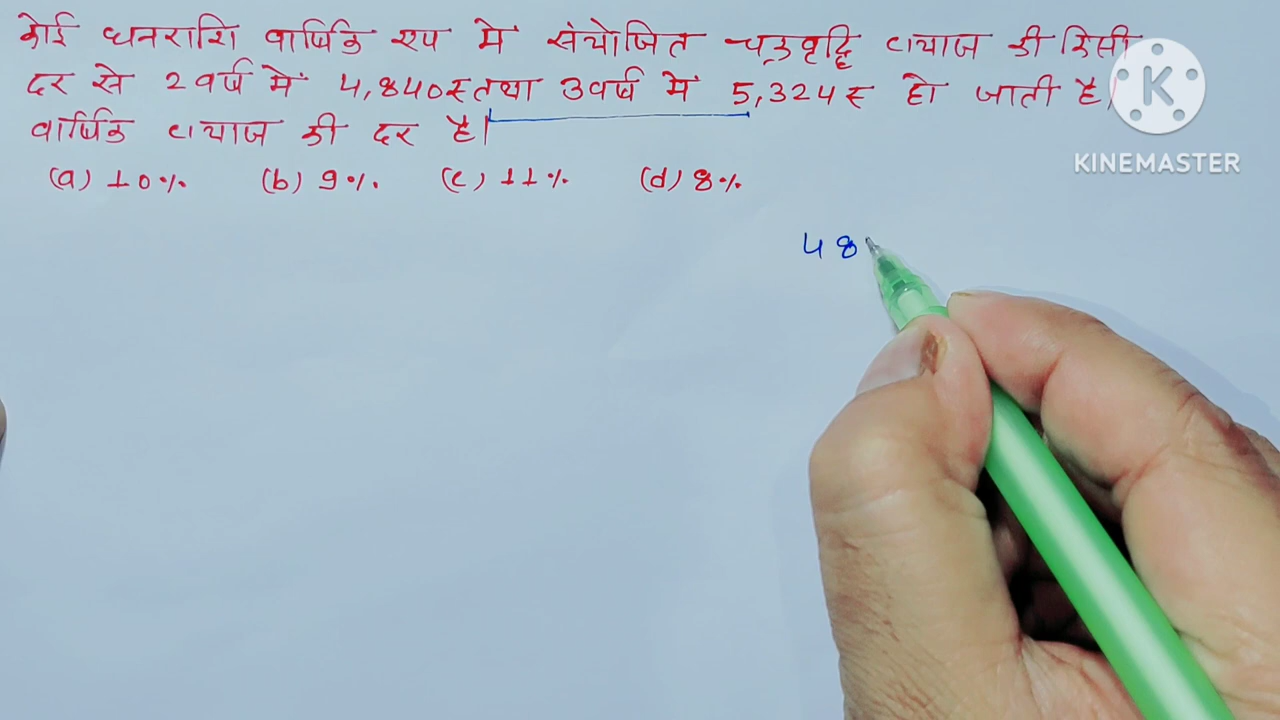 कोई धनराशि वार्षिक रूप में संयोजित चक्रवृद्धि ब्याज की किसी
दर से 2 वर्ष में 4,840 रु तथा 3 वर्ष में 5,324 रु हो जाती है।
वार्षिक ब्याज की दर है।
(a) 10% (b) 9% (c) 11% (d) 8%
48
KINEMASTER